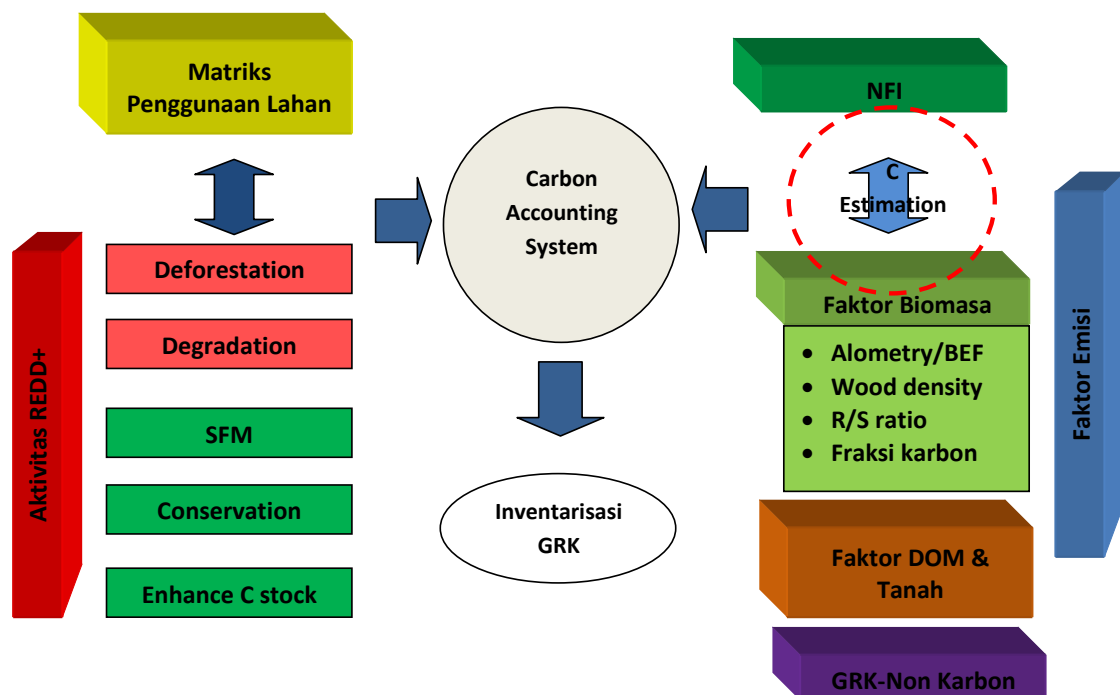 Matriks
Penggunaan Lahan
Aktivitas REDD+
Deforestation
Degradation
SFM
Conservation
Enhance C stock
Carbon
Accounting
System
Inventarisasi
GRK
NFI
C
Estimation
Faktor Biomasa
• Alometry/BEF
• Wood density
• R/S ratio
• Fraksi karbon
Faktor DOM &
Tanah
GRK-Non Karbon
Faktor Emisi